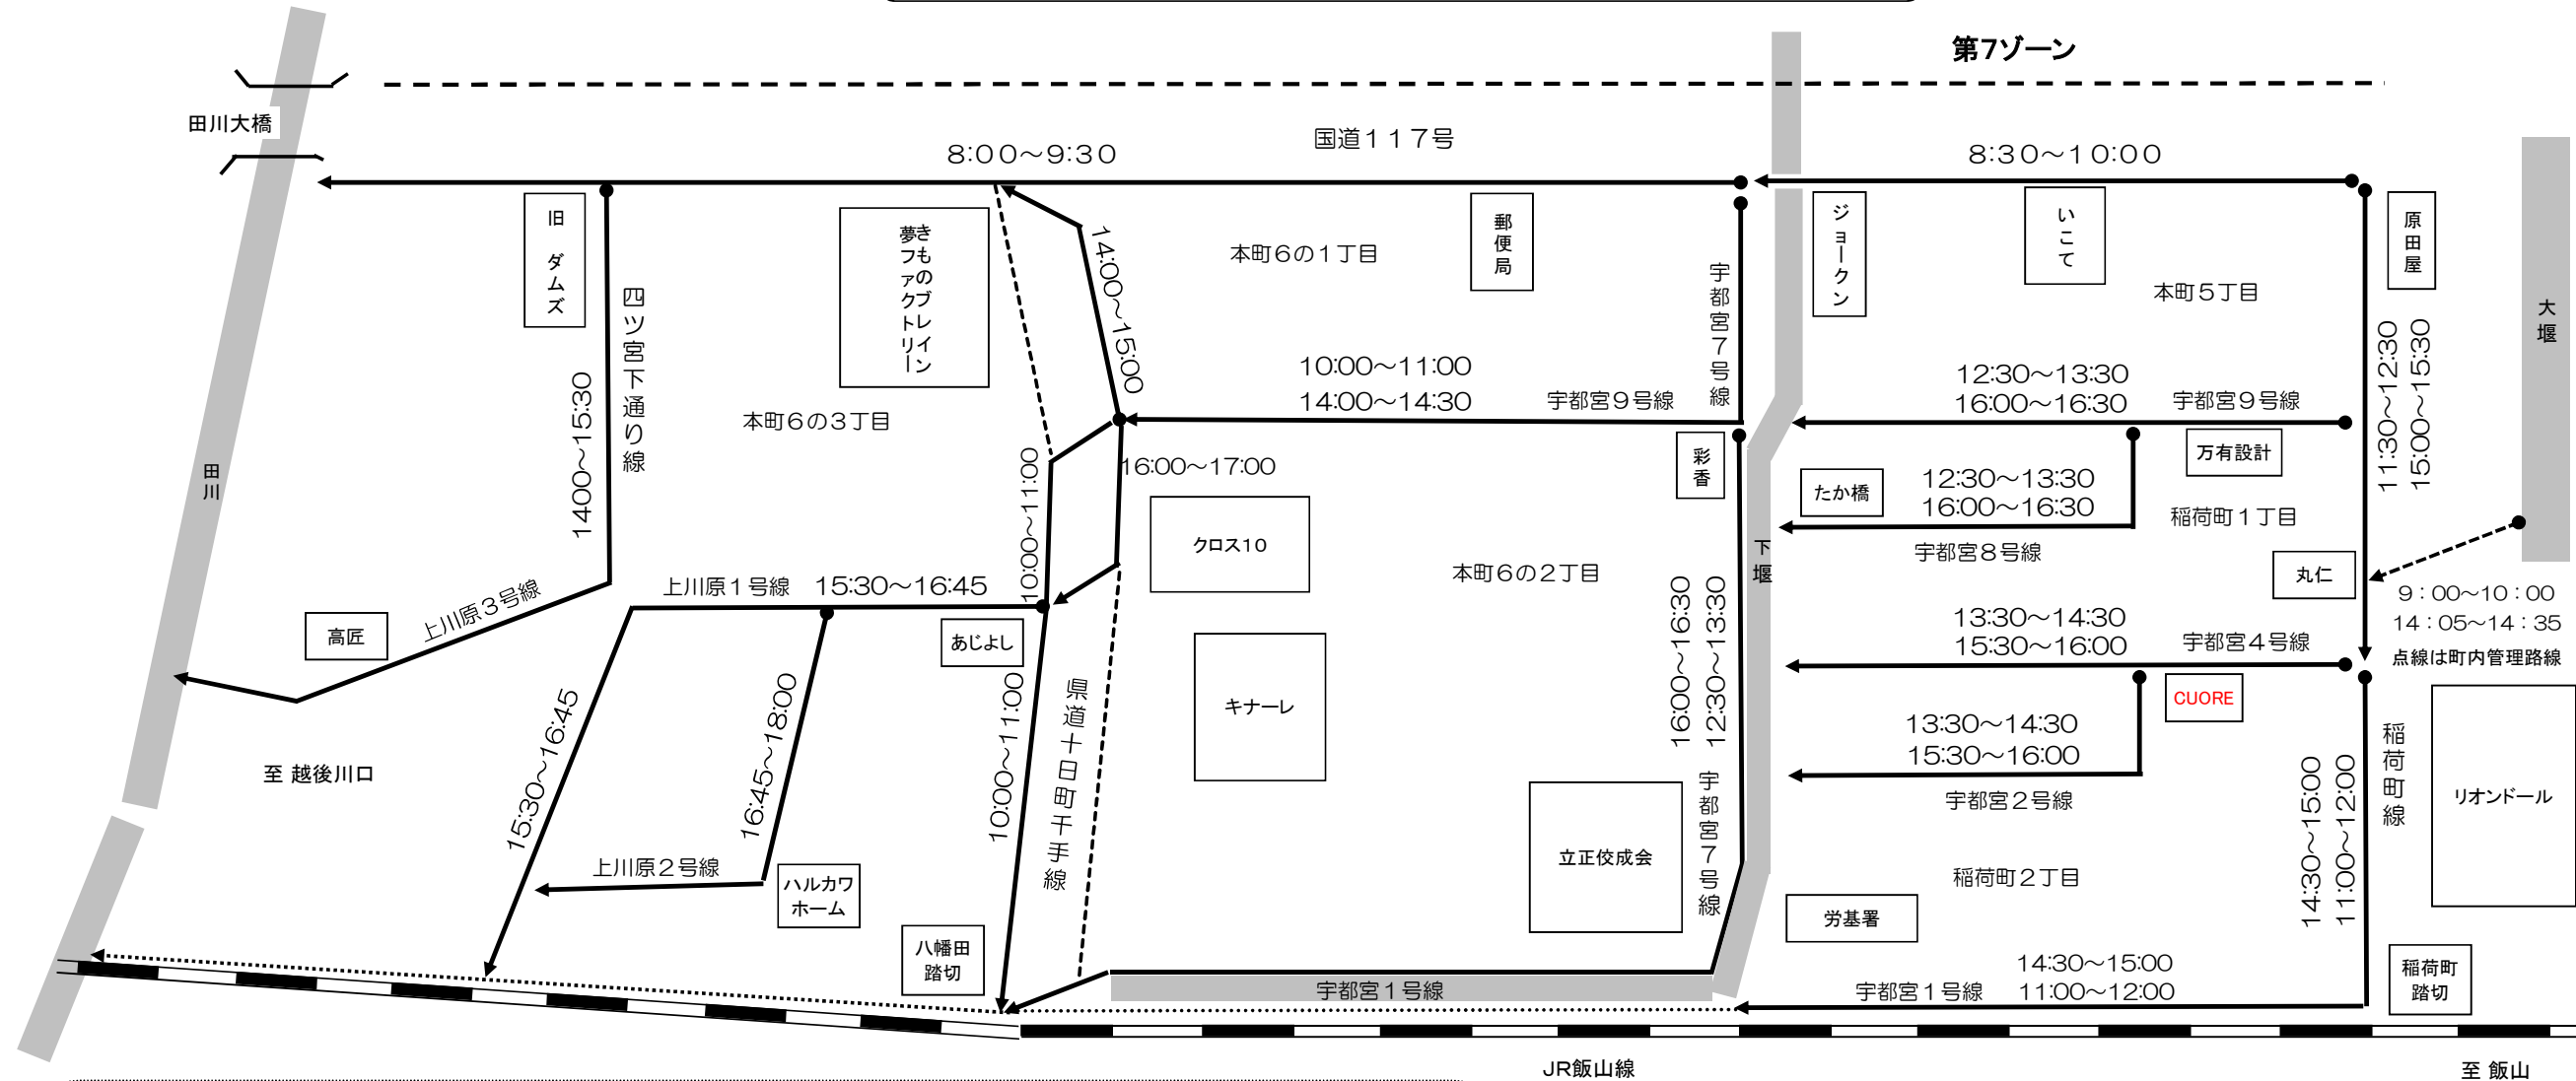 第7ゾーン
田川大橋
国道１１７号
8:00～9:30
8:30～10:00
旧　ダムズ
きものブレイン
夢ファクトリー
14:00～15:00
本町６の１丁目
郵便局
宇都宮７号線
ジョークン
いこて
本町５丁目
原田屋
大堰
四ツ宮下通り線
1400～15:30
本町６の３丁目
10:00～11:00
14:00～14:30
宇都宮９号線
12:30～13:30
16:00～16:30
宇都宮９号線
11:30～12:30
15:00～15:30
田川
10:00～11:00
16:00～17:00
彩香
万有設計
たか橋
12:30～13:30
16:00～16:30
稲荷町１丁目
宇都宮８号線
クロス10
本町６の２丁目
下堰
丸仁
9：00～10：00
14：05～14：35
点線は町内管理路線
上川原１号線
15:30～16:45
上川原３号線
高匠
あじよし
キナーレ
16:00～16:30
12:30～13:30
13:30～14:30
15:30～16:00
宇都宮４号線
CUORE
13:30～14:30
15:30～16:00
宇都宮２号線
稲荷町線
リオンドール
至 越後川口
15:30～16:45
16:45～18:00
10:00～11:00
県道十日町千手線
立正佼成会
宇都宮７号線
稲荷町２丁目
14:30～15:00
11:00～12:00
上川原２号線
ハルカワ
ホーム
八幡田
踏切
労基署
稲荷町
踏切
宇都宮１号線
宇都宮１号線
14:30～15:00
11:00～12:00
JR飯山線
至 飯山